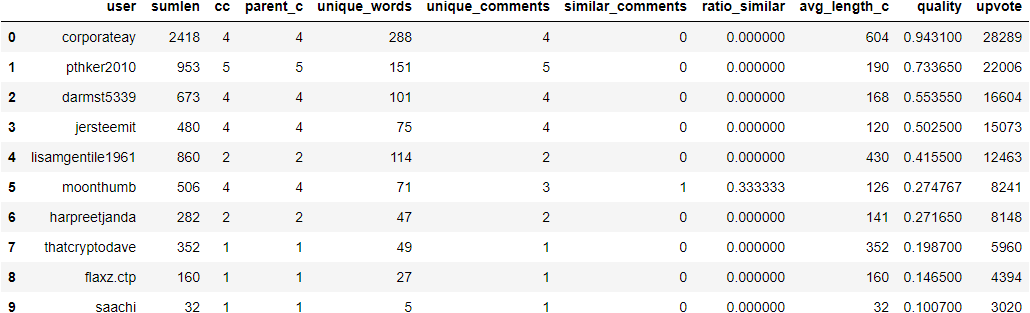 user sumlen cc parent_c unique_words unique_comments similar_comments ratio_similar avg_length_c quality upvote
0 corporateay 2418 4 4 288 4 0 0.000000 604 0.943100 28289
1 pthker2010 953 5 5 151 5 0 0.000000 190 0.733650 22006
2 darmst5339 673 4 4 101 4 0 0.000000 168 0.553550 16604
3 jersteemit 480 4 4 75 4 0 0.000000 120 0.502500 15073
4 lisamgentile1961 860 2 2 114 2 0 0.000000 430 0.415500 12463
5 moonthumb 506 4 4 71 3 1 0.333333 126 0.274767 8241
6 harpreetjanda 282 2 2 47 2 0 0.000000 141 0.271650 8148
7 thatcryptodave 352 1 1 49 1 0 0.000000 352 0.198700 5960
8 flaxz.ctp 160 1 1 27 1 0 0.000000 160 0.146500 4394
9 saachi 32 1 1 5 1 0 0.000000 32 0.100700 3020